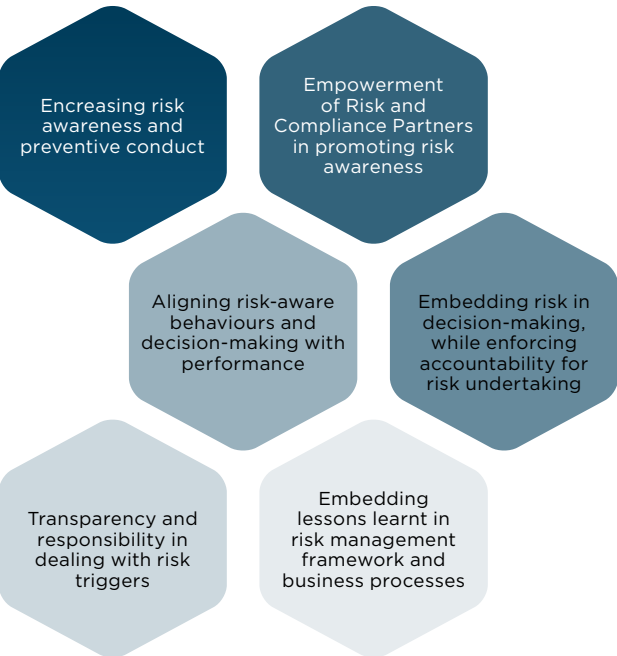 Encreasing risk
awareness and
preventive conduct
Empowerment
of Risk and
Compliance Partners
in promoting risk
awareness
Aligning risk-aware
behaviours and
decision-making with
performance
Embedding risk in
decision-making,
while enforcing
accountability for
risk undertaking
Transparency and
responsibility in
dealing with risk
triggers
Embedding
lessons learnt in
risk management
framework and
business processes